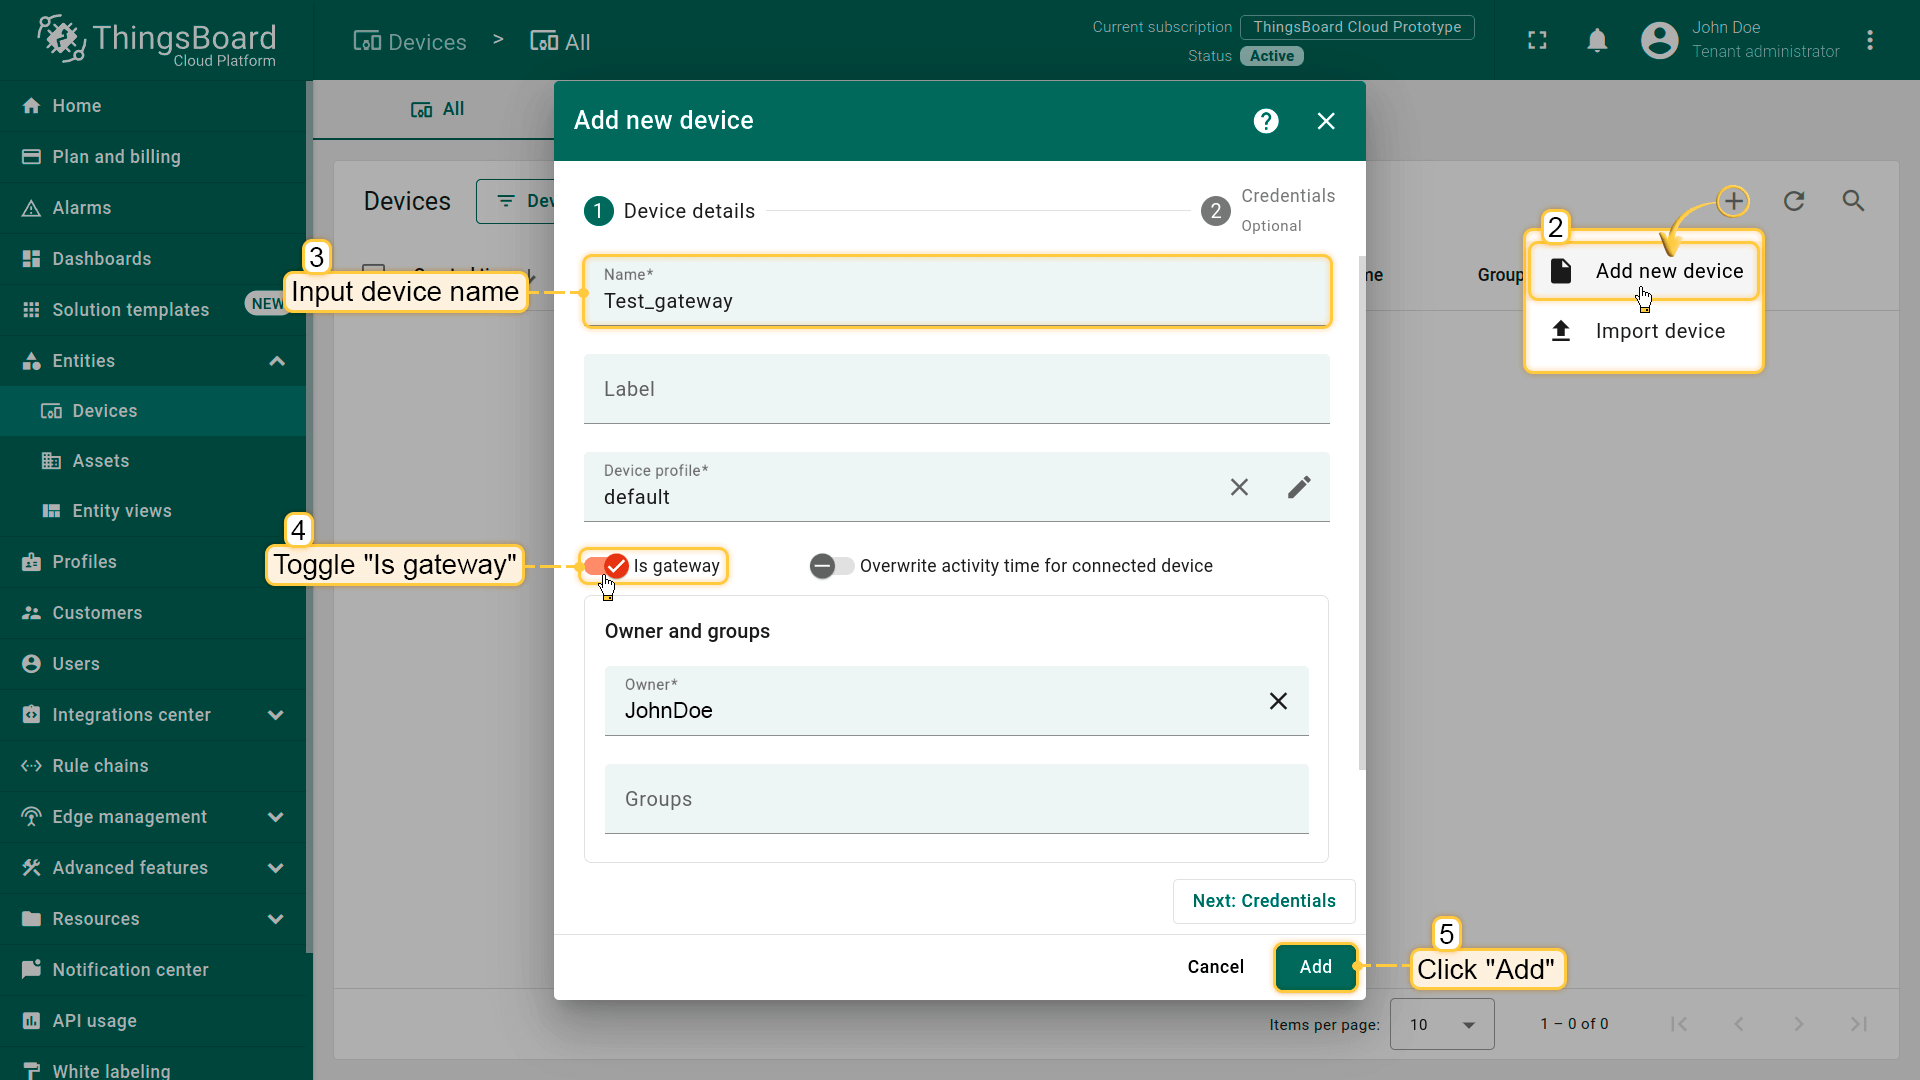 ThingsBoard
Cloud Platform
Devices > All
Current subscription ThingsBoard Cloud Prototype
Status Active
John Doe
Tenant administrator
Home
Plan and billing
Alarms
Dashboards
Solution templates NEW
Entities
Devices
Assets
Entity views
Profiles
Customers
Users
Integrations center
Rule chains
Edge management
Advanced features
Resources
Notification center
API usage
White labeling
All
Devices
Add new device
1 Device details
2 Credentials
Optional
3
Input device name
Name*
Test_gateway
Label
Device profile*
default
4
Toggle "Is gateway"
Is gateway
Overwrite activity time for connected device
Owner and groups
Owner*
JohnDoe
Groups
Next: Credentials
Cancel
Add
5
Click "Add"
2
Add new device
Import device
Items per page: 10
1 – 0 of 0